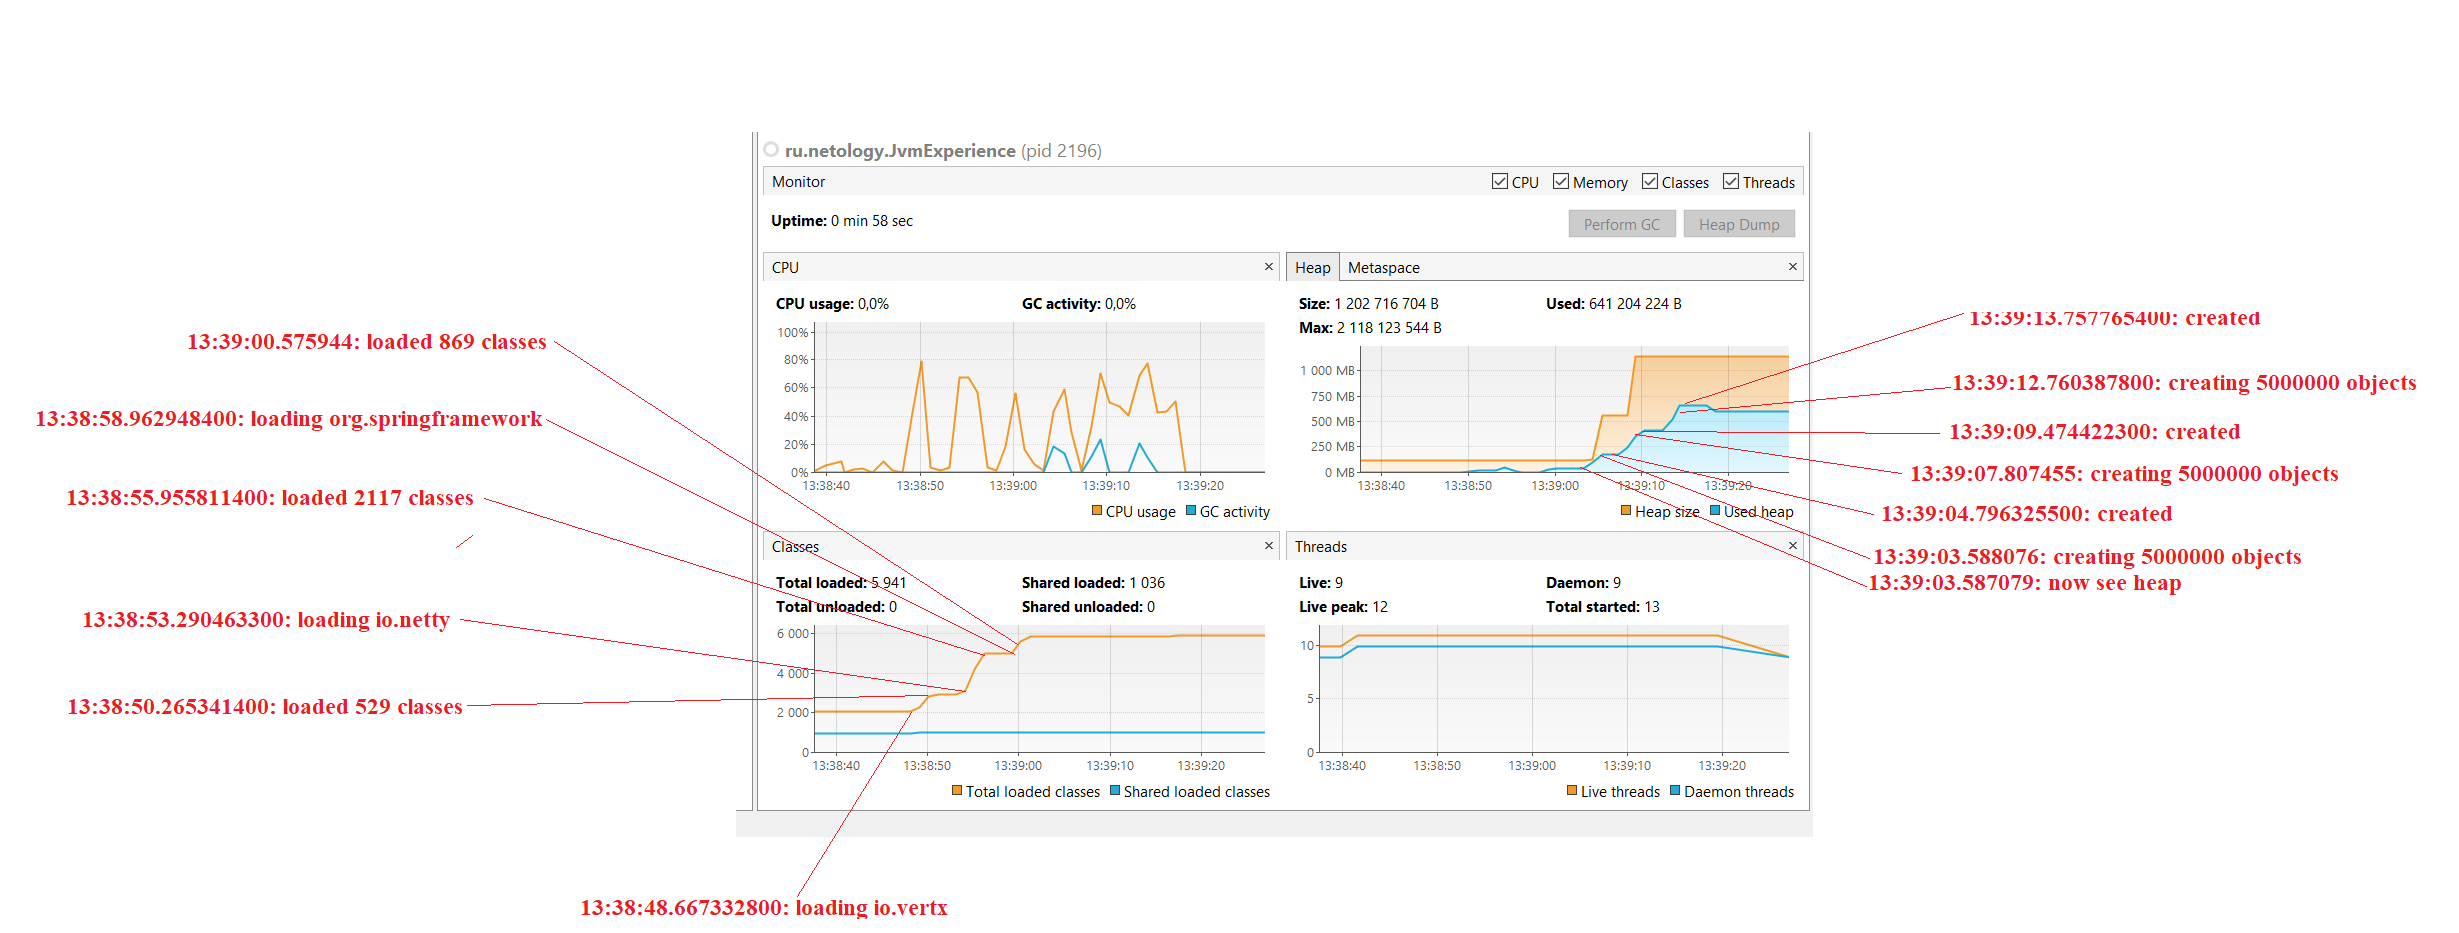 ru.netology.JvmExperience (pid 2196)
Monitor
CPU Memory Classes Threads
Uptime: 0 min 58 sec
Perform GC Heap Dump
CPU ×
CPU usage: 0,0% GC activity: 0,0%
100%
80%
60%
40%
20%
0%
13:38:40 13:38:50 13:39:00 13:39:10 13:39:20
CPU usage GC activity
Heap Metaspace ×
Size: 1 202 716 704 B Used: 641 204 224 B
Max: 2 118 123 544 B
1 000 MB
750 MB
500 MB
250 MB
0 MB
13:38:40 13:38:50 13:39:00 13:39:10 13:39:20
Heap size Used heap
Classes ×
Total loaded: 5 941 Shared loaded: 1 036
Total unloaded: 0 Shared unloaded: 0
6 000
4 000
2 000
0
13:38:40 13:38:50 13:39:00 13:39:10 13:39:20
Total loaded classes Shared loaded classes
Threads ×
Live: 9 Daemon: 9
Live peak: 12 Total started: 13
10
5
0
13:38:40 13:38:50 13:39:00 13:39:10 13:39:20
Live threads Daemon threads
13:39:00.575944: loaded 869 classes
13:38:58.962948400: loading org.springframework
13:38:55.955811400: loaded 2117 classes
13:38:53.290463300: loading io.netty
13:38:50.265341400: loaded 529 classes
13:38:48.667332800: loading io.vertx
13:39:13.757765400: created
13:39:12.760387800: creating 5000000 objects
13:39:09.474422300: created
13:39:07.807455: creating 5000000 objects
13:39:04.796325500: created
13:39:03.588076: creating 5000000 objects
13:39:03.587079: now see heap